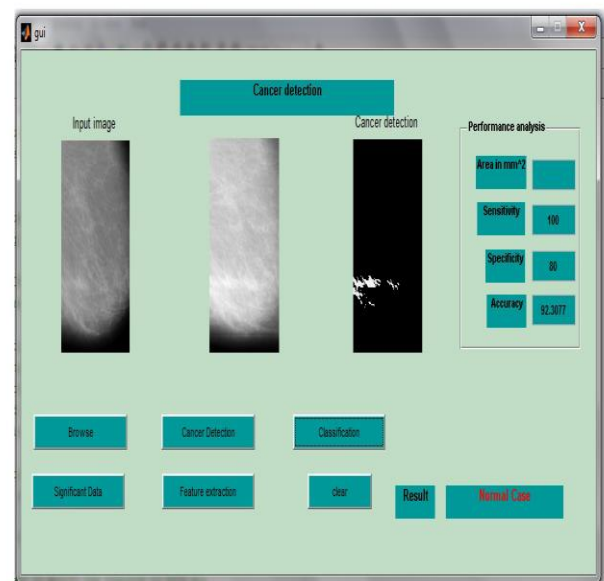 gui
Cancer detection
Input image
Cancer detection
Performance analysis
Area in mm^2
Sensitivity
100
Specificity
80
Accuracy
92.3077
Browse
Cancer Detection
Classification
Significant Data
Feature extraction
clear
Result
Normal Case